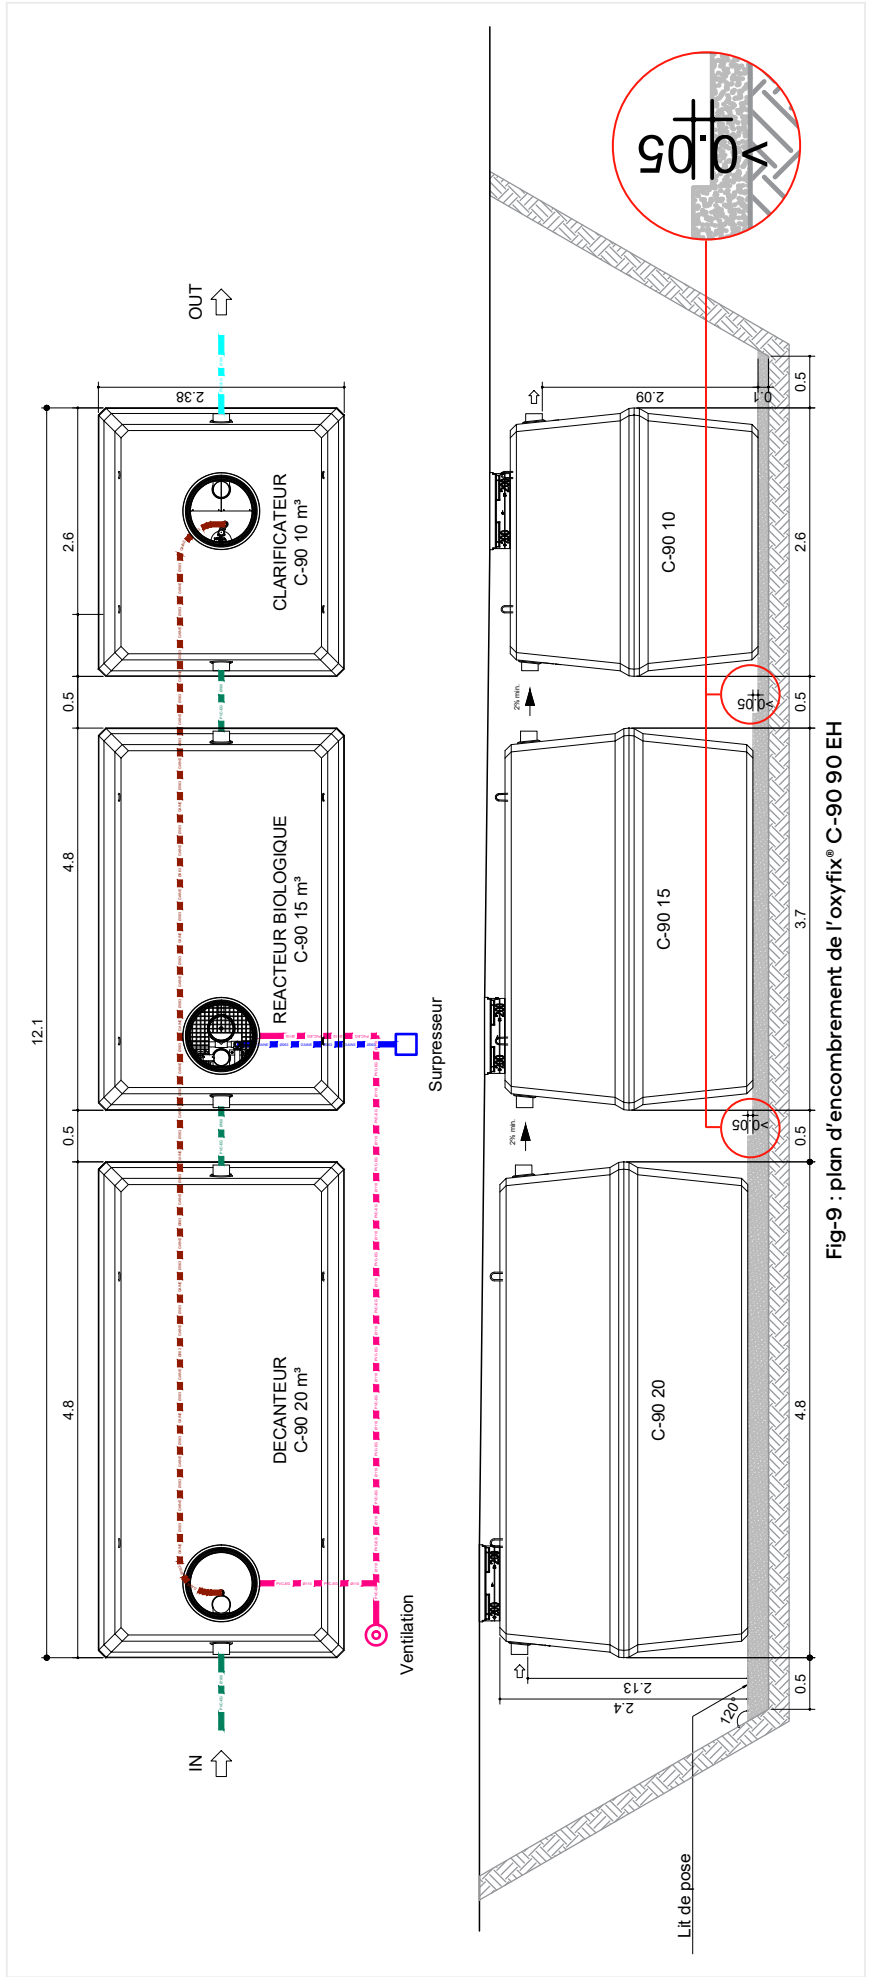 12.1
4.8
0.5
4.8
0.5
2.6
2.38
IN
OUT
DECANTEUR
C-90 20 m³
REACTEUR BIOLOGIQUE
C-90 15 m³
CLARIFICATEUR
C-90 10 m³
Ventilation
Surpresseur
+200
+200
+200
+200
2% min.
2% min.
C-90 20
C-90 15
C-90 10
2.4
2.13
2.09
0.1
120°
>0.05
>0.05
>0.05
Lit de pose
0.5
4.8
0.5
3.7
0.5
2.6
0.5
Fig-9 : plan d'encombrement de l'oxyfix® C-90 90 EH